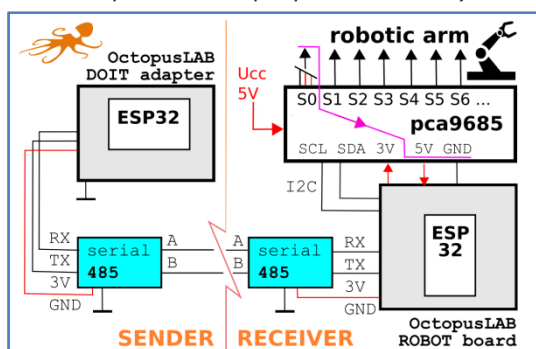 OctopusLAB
DOIT adapter
ESP32
RX
TX
3V
GND
serial
485
A
B
SENDER
robotic arm
Ucc
5V
S0 S1 S2 S3 S4 S5 S6 ...
pca9685
SCL SDA 3V 5V GND
I2C
ESP
32
A
B
serial
485
RX
TX
3V
GND
RECEIVER
OctopusLAB
ROBOT board